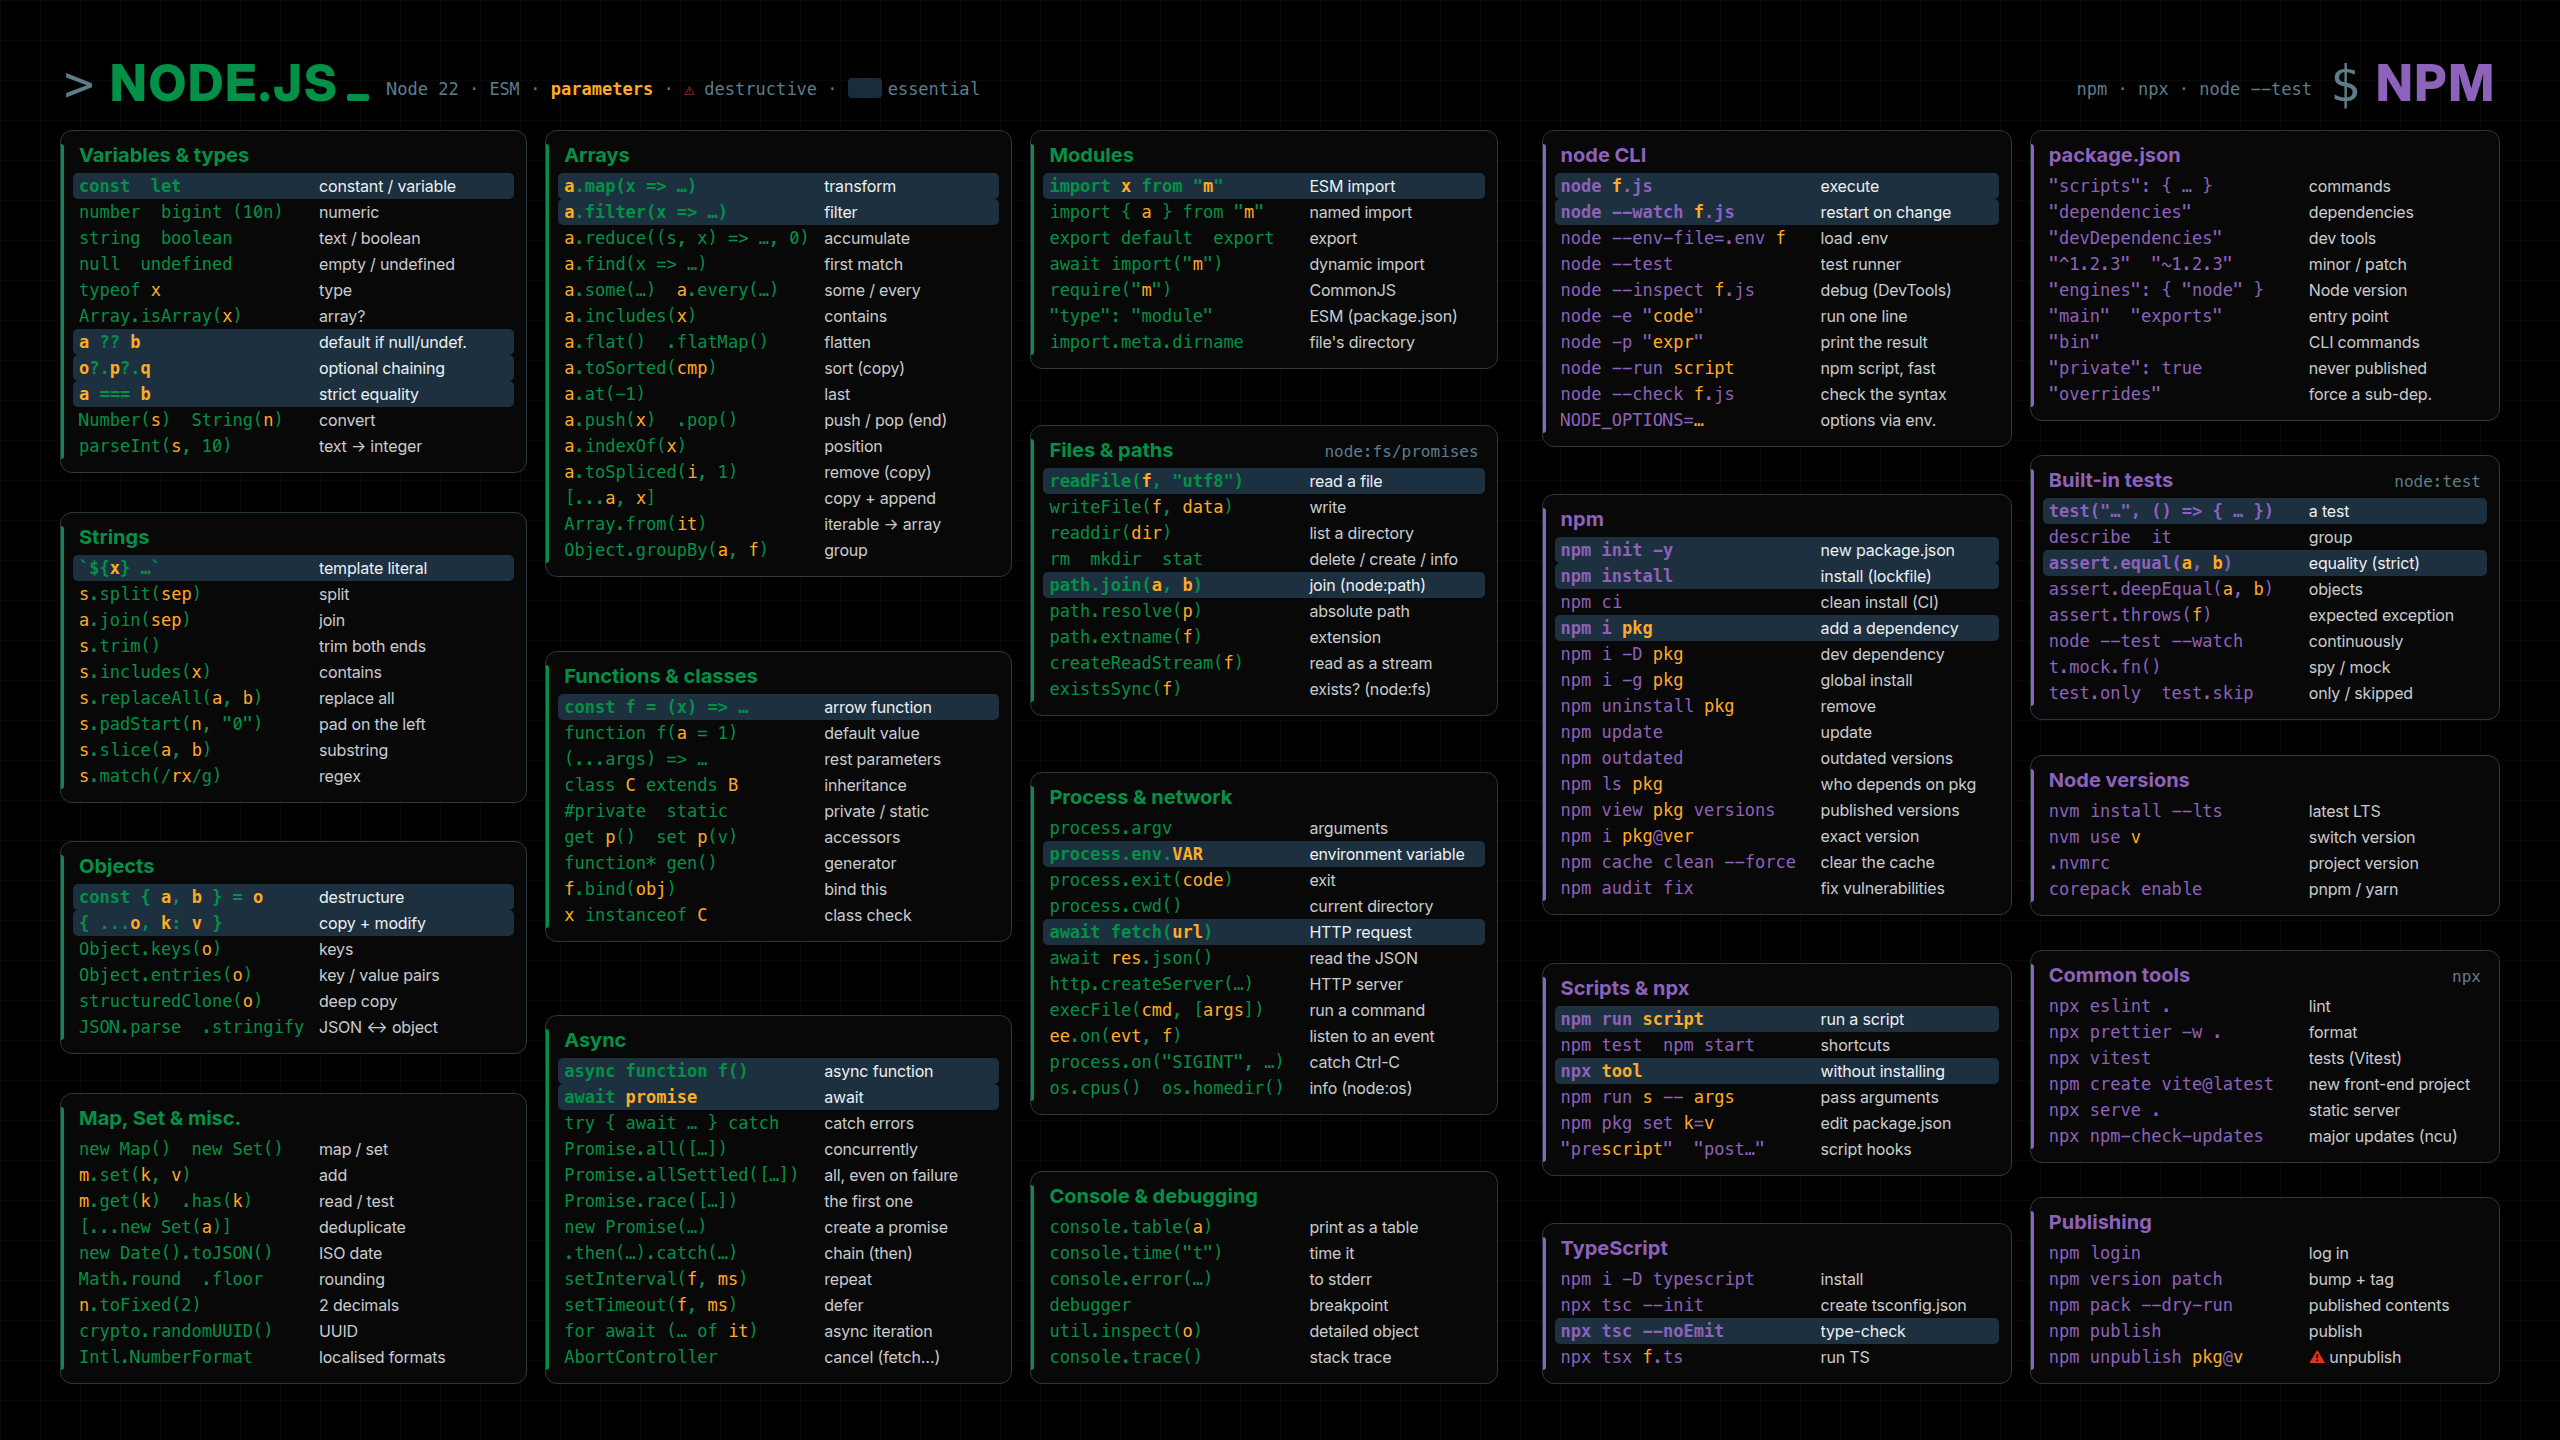 > NODE.JS_ Node 22 · ESM · parameters · ⚠ destructive · essential
npm · npx · node --test $ NPM
Variables & types
const  let constant / variable
number  bigint (10n) numeric
string  boolean text / boolean
null  undefined empty / undefined
typeof x type
Array.isArray(x) array?
a ?? b default if null/undef.
o?.p?.q optional chaining
a === b strict equality
Number(s)  String(n) convert
parseInt(s, 10) text → integer
Strings
`${x} …` template literal
s.split(sep) split
a.join(sep) join
s.trim() trim both ends
s.includes(x) contains
s.replaceAll(a, b) replace all
s.padStart(n, "0") pad on the left
s.slice(a, b) substring
s.match(/rx/g) regex
Objects
const { a, b } = o destructure
{ ...o, k: v } copy + modify
Object.keys(o) keys
Object.entries(o) key / value pairs
structuredClone(o) deep copy
JSON.parse  .stringify JSON ↔ object
Map, Set & misc.
new Map()  new Set() map / set
m.set(k, v) add
m.get(k)  .has(k) read / test
[...new Set(a)] deduplicate
new Date().toJSON() ISO date
Math.round  .floor rounding
n.toFixed(2) 2 decimals
crypto.randomUUID() UUID
Intl.NumberFormat localised formats
Arrays
a.map(x => …) transform
a.filter(x => …) filter
a.reduce((s, x) => …, 0) accumulate
a.find(x => …) first match
a.some(…)  a.every(…) some / every
a.includes(x) contains
a.flat()  .flatMap() flatten
a.toSorted(cmp) sort (copy)
a.at(-1) last
a.push(x)  .pop() push / pop (end)
a.indexOf(x) position
a.toSpliced(i, 1) remove (copy)
[...a, x] copy + append
Array.from(it) iterable → array
Object.groupBy(a, f) group
Functions & classes
const f = (x) => … arrow function
function f(a = 1) default value
(...args) => … rest parameters
class C extends B inheritance
#private  static private / static
get p()  set p(v) accessors
function* gen() generator
f.bind(obj) bind this
x instanceof C class check
Async
async function f() async function
await promise await
try { await … } catch catch errors
Promise.all([…]) concurrently
Promise.allSettled([…]) all, even on failure
Promise.race([…]) the first one
new Promise(…) create a promise
.then(…).catch(…) chain (then)
setInterval(f, ms) repeat
setTimeout(f, ms) defer
for await (… of it) async iteration
AbortController cancel (fetch…)
Modules
import x from "m" ESM import
import { a } from "m" named import
export default  export export
await import("m") dynamic import
require("m") CommonJS
"type": "module" ESM (package.json)
import.meta.dirname file's directory
Files & paths node:fs/promises
readFile(f, "utf8") read a file
writeFile(f, data) write
readdir(dir) list a directory
rm  mkdir  stat delete / create / info
path.join(a, b) join (node:path)
path.resolve(p) absolute path
path.extname(f) extension
createReadStream(f) read as a stream
existsSync(f) exists? (node:fs)
Process & network
process.argv arguments
process.env.VAR environment variable
process.exit(code) exit
process.cwd() current directory
await fetch(url) HTTP request
await res.json() read the JSON
http.createServer(…) HTTP server
execFile(cmd, [args]) run a command
ee.on(evt, f) listen to an event
process.on("SIGINT", …) catch Ctrl-C
os.cpus()  os.homedir() info (node:os)
Console & debugging
console.table(a) print as a table
console.time("t") time it
console.error(…) to stderr
debugger breakpoint
util.inspect(o) detailed object
console.trace() stack trace
node CLI
node f.js execute
node --watch f.js restart on change
node --env-file=.env f load .env
node --test test runner
node --inspect f.js debug (DevTools)
node -e "code" run one line
node -p "expr" print the result
node --run script npm script, fast
node --check f.js check the syntax
NODE_OPTIONS=… options via env.
npm
npm init -y new package.json
npm install install (lockfile)
npm ci clean install (CI)
npm i pkg add a dependency
npm i -D pkg dev dependency
npm i -g pkg global install
npm uninstall pkg remove
npm update update
npm outdated outdated versions
npm ls pkg who depends on pkg
npm view pkg versions published versions
npm i pkg@ver exact version
npm cache clean --force clear the cache
npm audit fix fix vulnerabilities
Scripts & npx
npm run script run a script
npm test  npm start shortcuts
npx tool without installing
npm run s -- args pass arguments
npm pkg set k=v edit package.json
"prescript"  "post…" script hooks
TypeScript
npm i -D typescript install
npx tsc --init create tsconfig.json
npx tsc --noEmit type-check
npx tsx f.ts run TS
package.json
"scripts": { … } commands
"dependencies" dependencies
"devDependencies" dev tools
"^1.2.3"  "~1.2.3" minor / patch
"engines": { "node" } Node version
"main"  "exports" entry point
"bin" CLI commands
"private": true never published
"overrides" force a sub-dep.
Built-in tests node:test
test("…", () => { … }) a test
describe  it group
assert.equal(a, b) equality (strict)
assert.deepEqual(a, b) objects
assert.throws(f) expected exception
node --test --watch continuously
t.mock.fn() spy / mock
test.only  test.skip only / skipped
Node versions
nvm install --lts latest LTS
nvm use v switch version
.nvmrc project version
corepack enable pnpm / yarn
Common tools npx
npx eslint . lint
npx prettier -w . format
npx vitest tests (Vitest)
npm create vite@latest new front-end project
npx serve . static server
npx npm-check-updates major updates (ncu)
Publishing
npm login log in
npm version patch bump + tag
npm pack --dry-run published contents
npm publish publish
npm unpublish pkg@v ⚠ unpublish